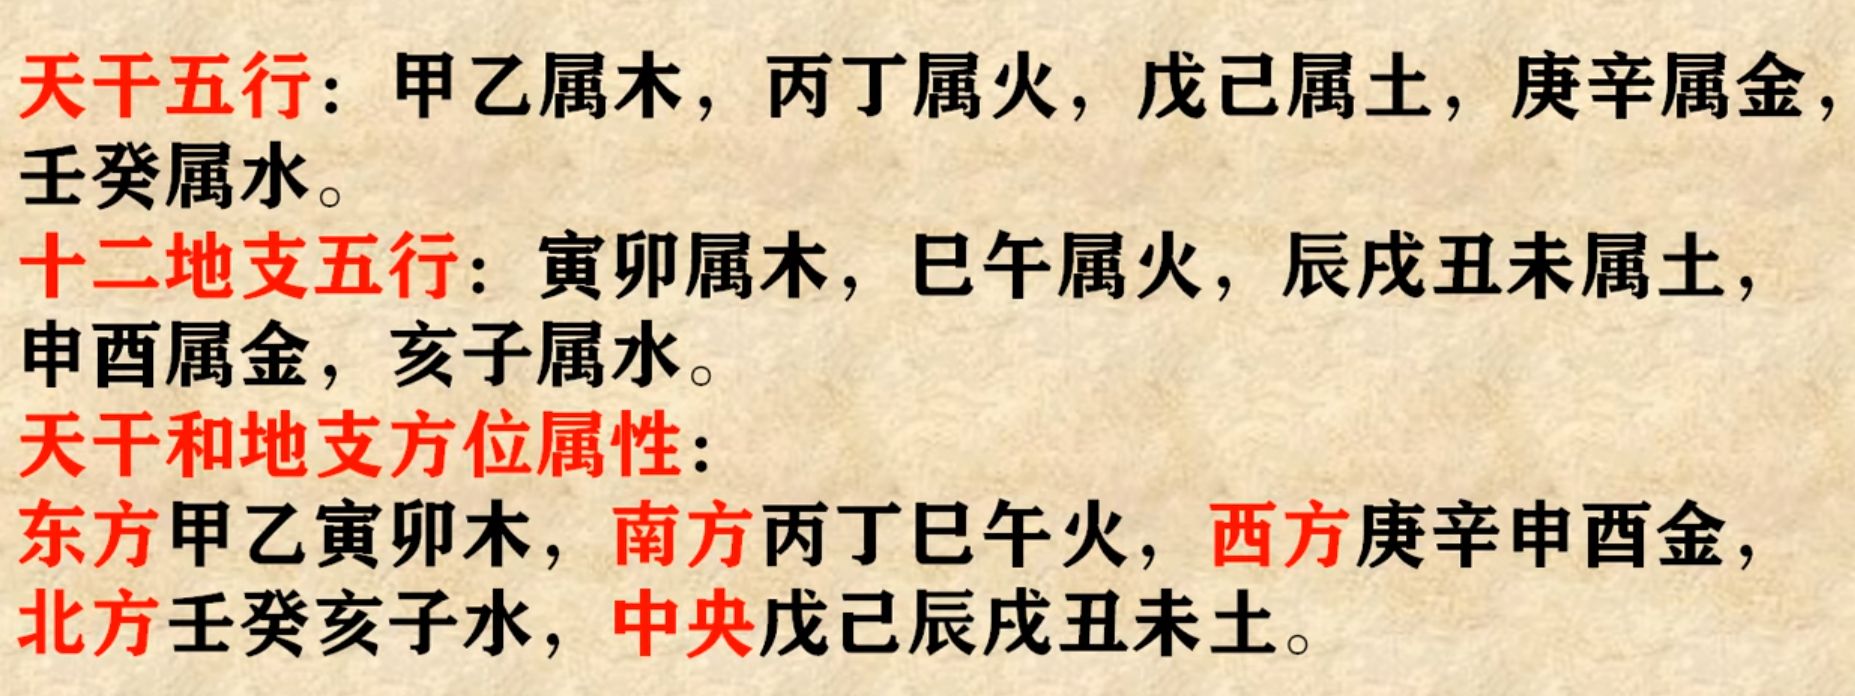 天干五行：甲乙属木，丙丁属火，戊己属土，庚辛属金，
壬癸属水。
十二地支五行：寅卯属木，巳午属火，辰戌丑未属土，
申酉属金，亥子属水。
天干和地支方位属性：
东方甲乙寅卯木，南方丙丁巳午火，西方庚辛申酉金，
北方壬癸亥子水，中央戊己辰戌丑未土。